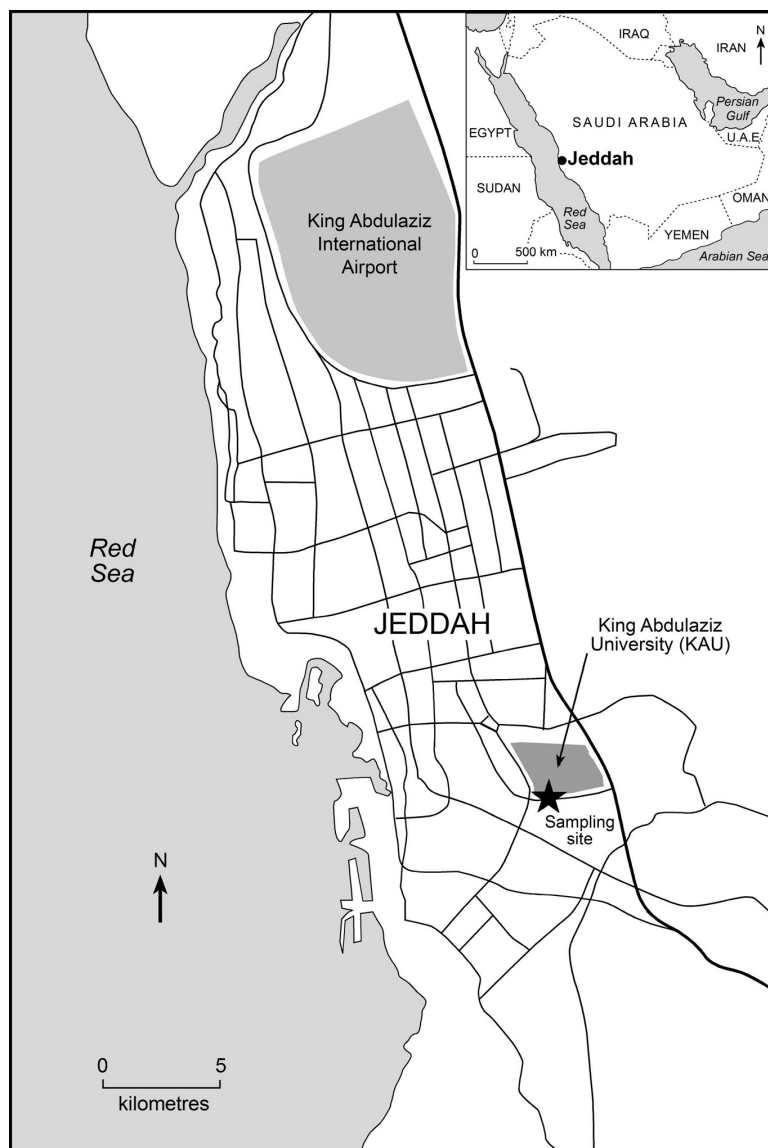 King Abdulaziz
International
Airport
IRAQ
IRAN
N
Persian
Gulf
SAUDI ARABIA
EGYPT
U.A.E
Jeddah
SUDAN
OMAN
Red
Sea
YEMEN
0 500 km
Arabian Sea
Red
Sea
JEDDAH
King Abdulaziz
University (KAU)
Sampling
site
N
0 5
kilometres